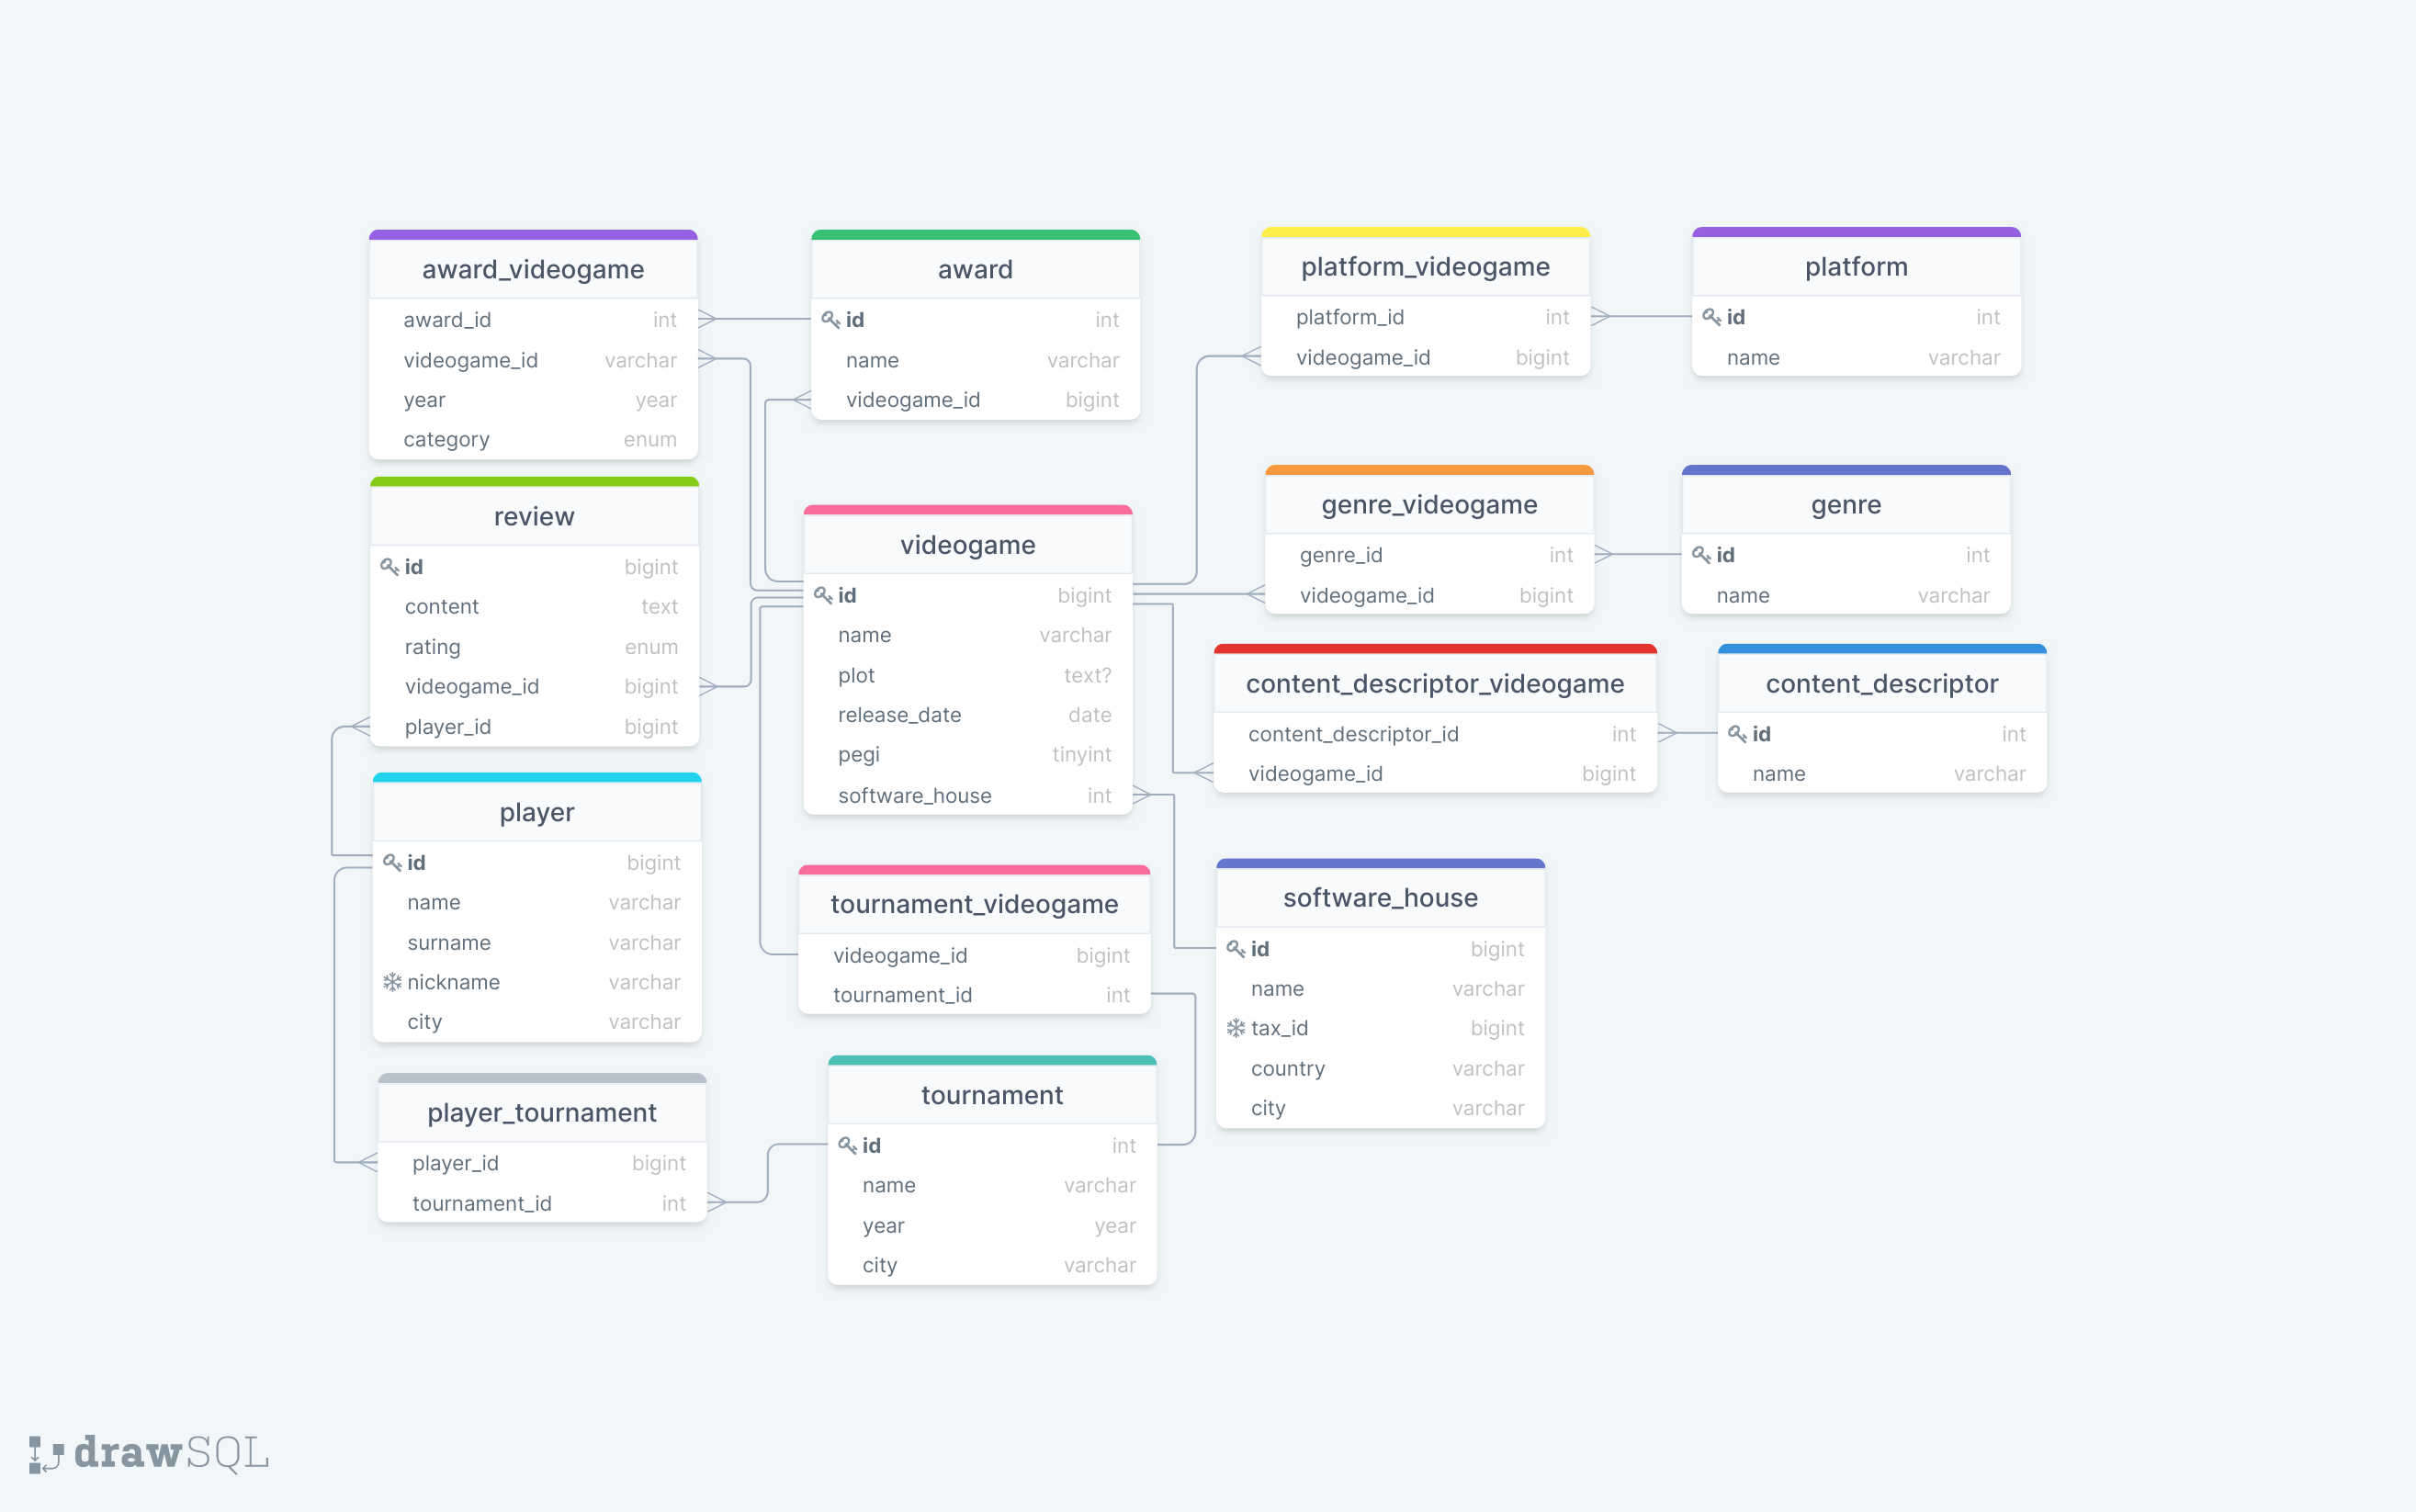 award_videogame
award_id int
videogame_id varchar
year year
category enum
award
id int
name varchar
videogame_id bigint
platform_videogame
platform_id int
videogame_id bigint
platform
id int
name varchar
review
id bigint
content text
rating enum
videogame_id bigint
player_id bigint
videogame
id bigint
name varchar
plot text?
release_date date
pegi tinyint
software_house int
genre_videogame
genre_id int
videogame_id bigint
genre
id int
name varchar
content_descriptor_videogame
content_descriptor_id int
videogame_id bigint
content_descriptor
id int
name varchar
player
id bigint
name varchar
surname varchar
nickname varchar
city varchar
tournament_videogame
videogame_id bigint
tournament_id int
software_house
id bigint
name varchar
tax_id bigint
country varchar
city varchar
player_tournament
player_id bigint
tournament_id int
tournament
id int
name varchar
year year
city varchar
drawSQL